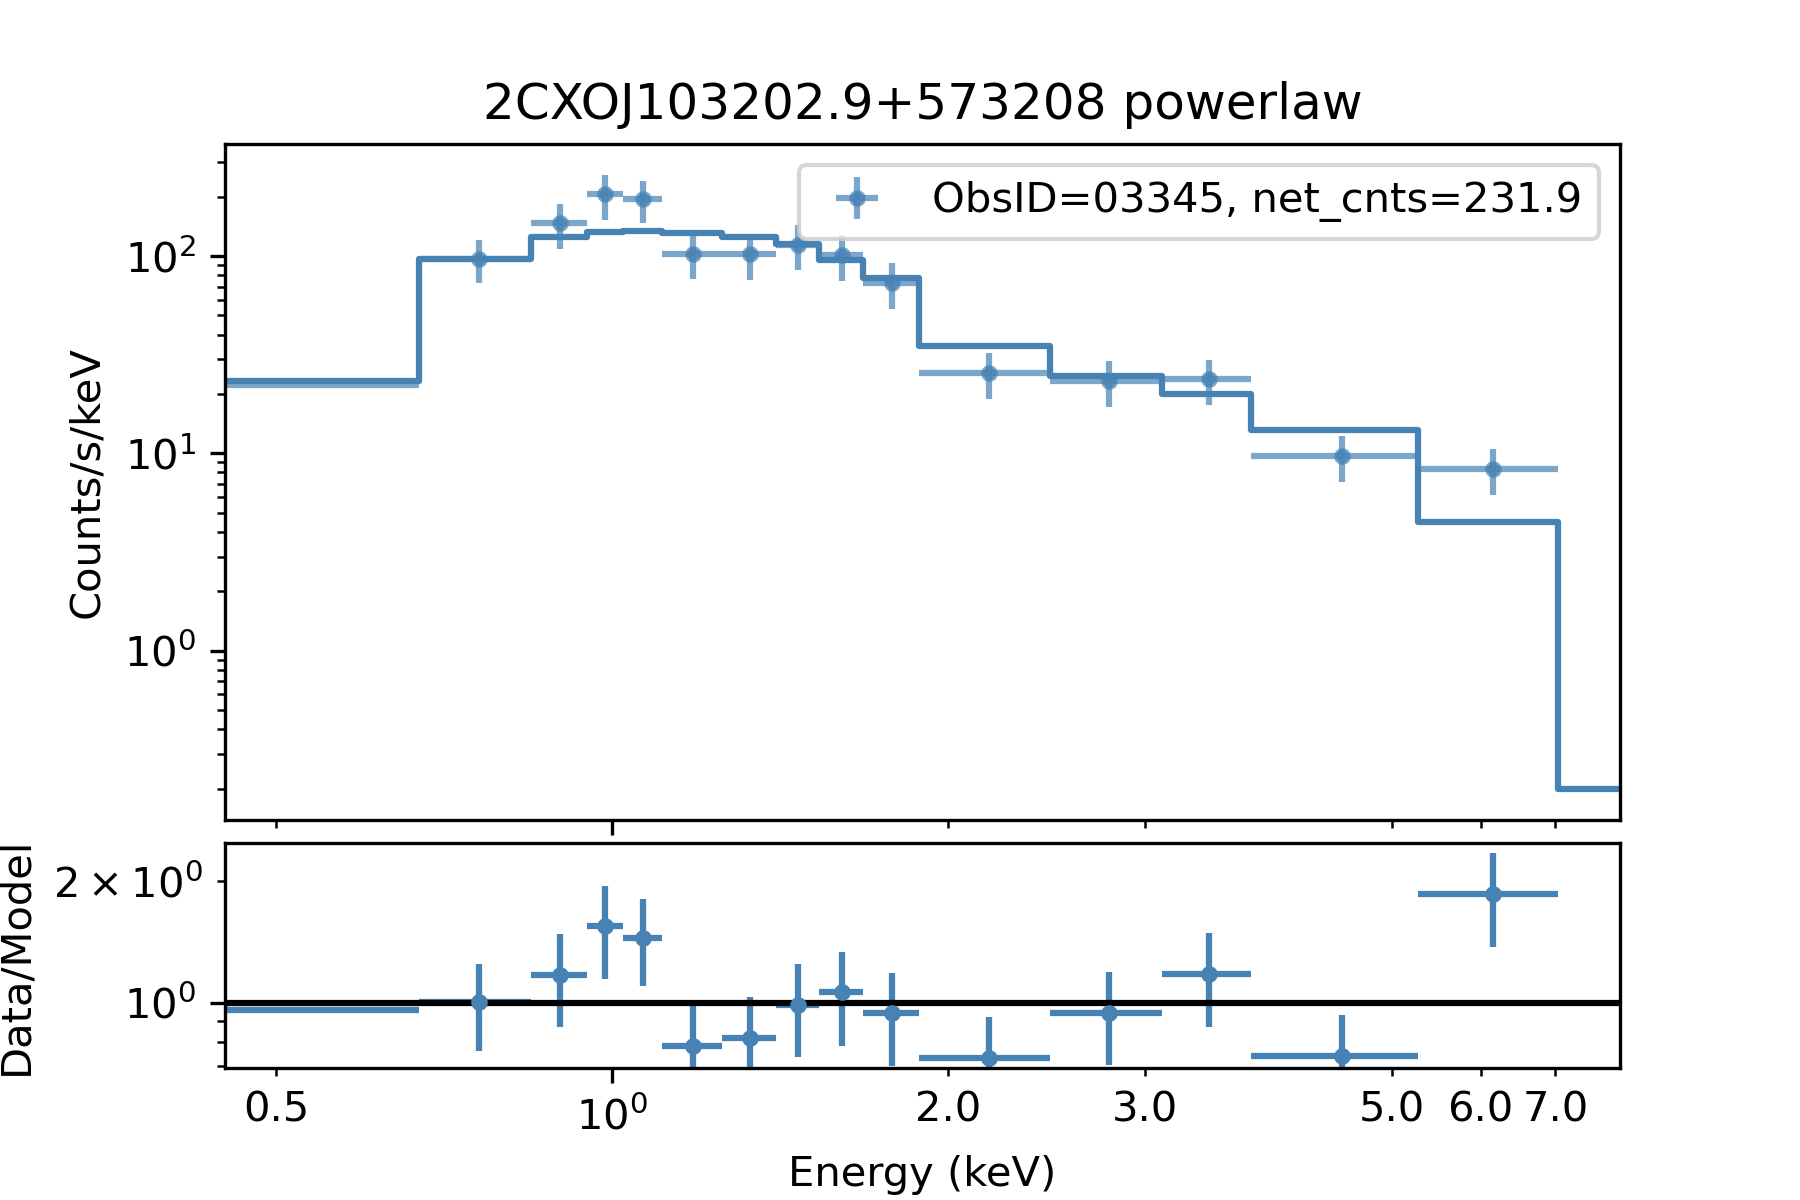 2CXOJ103202.9+573208 powerlaw
ObsID=03345, net_cnts=231.9
Counts/s/keV
10²
10¹
10⁰
Data/Model
2 × 10⁰
10⁰
0.5 10⁰ 2.0 3.0 5.0 6.0 7.0
Energy (keV)